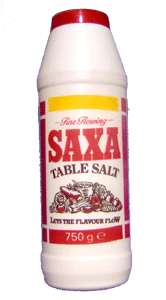 Fine Flowing
SAXA
TABLE SALT
LETS THE FLAVOUR FLOW
750 g e